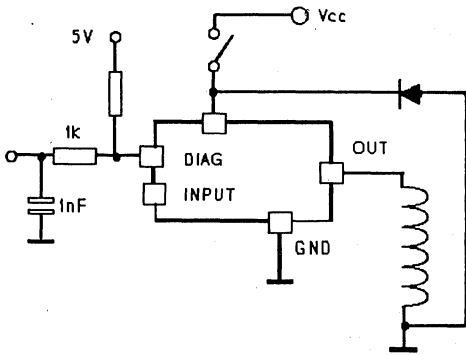 Vcc
5V
1k
DIAG
OUT
INPUT
1nF
GND